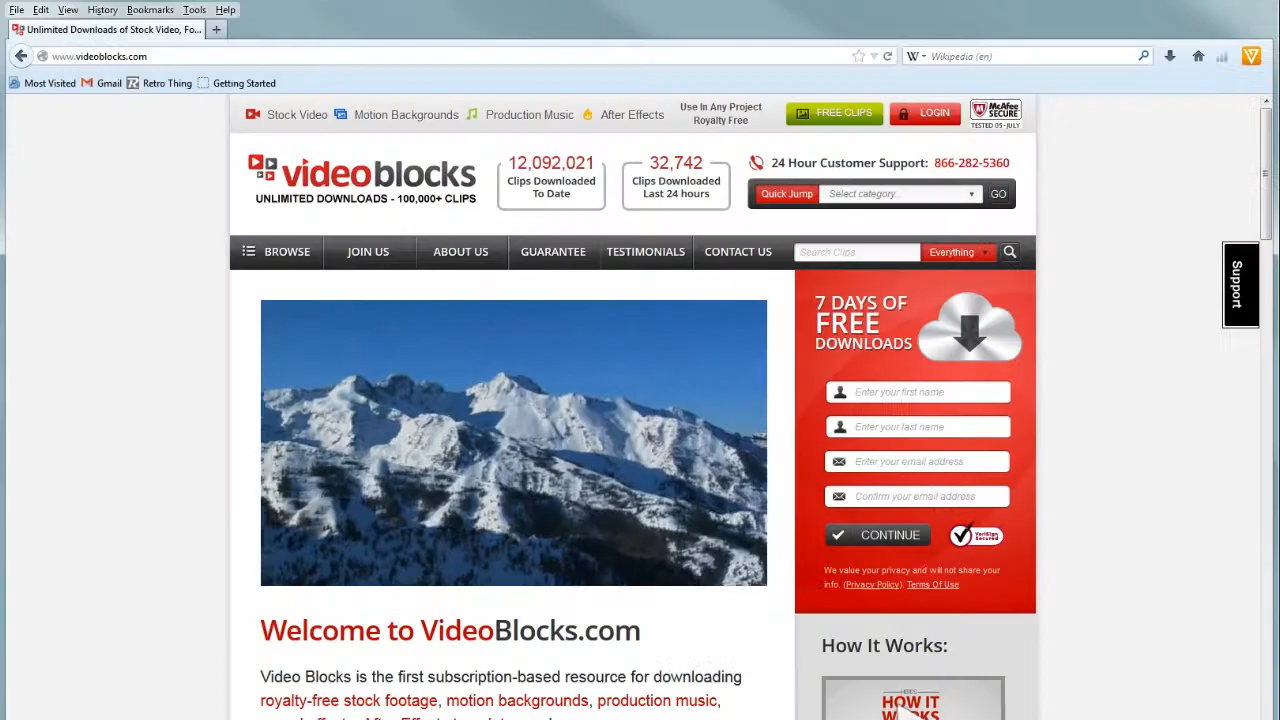 File Edit View History Bookmarks Tools Help
Unlimited Downloads of Stock Video, Fo...
www.videoblocks.com
W Wikipedia (en)
Most Visited Gmail Retro Thing Getting Started
Stock Video Motion Backgrounds Production Music After Effects
Use In Any Project
Royalty Free
FREE CLIPS
LOGIN
McAfee
SECURE
TESTED 05-JULY
videoblocks
UNLIMITED DOWNLOADS - 100,000+ CLIPS
12,092,021
Clips Downloaded
To Date
32,742
Clips Downloaded
Last 24 hours
24 Hour Customer Support: 866-282-5360
Quick Jump Select category... GO
BROWSE JOIN US ABOUT US GUARANTEE TESTIMONIALS CONTACT US Search Clips Everything
Support
7 DAYS OF
FREE
DOWNLOADS
Enter your first name
Enter your last name
Enter your email address
Confirm your email address
CONTINUE
VeriSign
Secured
We value your privacy and will not share your
info. (Privacy Policy). Terms Of Use
Welcome to VideoBlocks.com
Video Blocks is the first subscription-based resource for downloading
royalty-free stock footage, motion backgrounds, production music,
How It Works:
HOW IT
WORKS